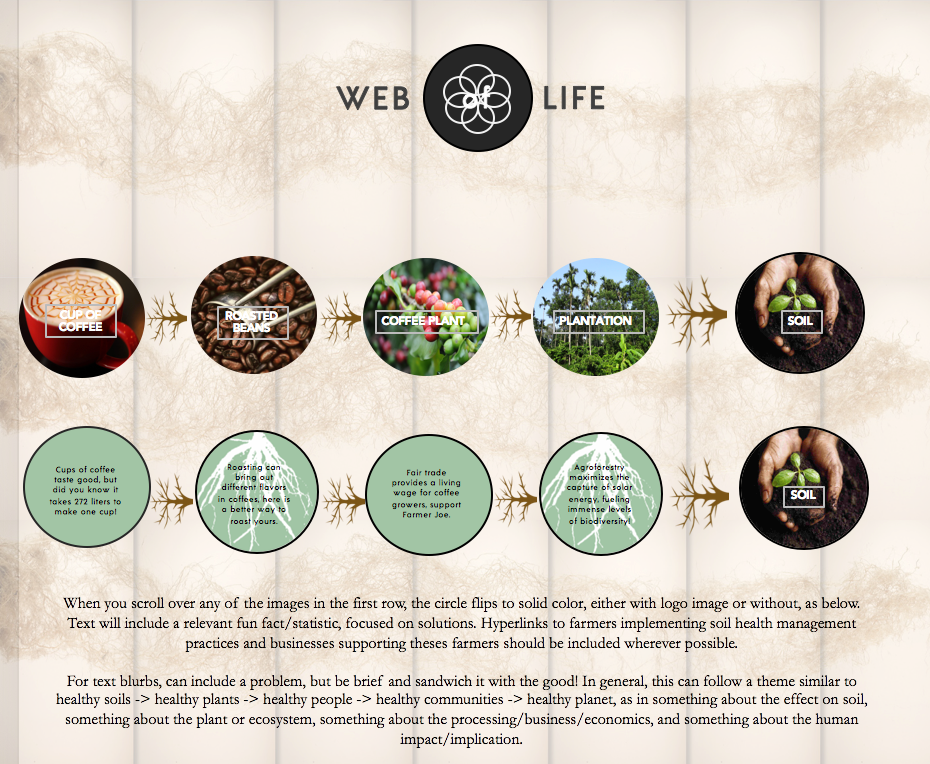 WEB of LIFE
CUP OF
COFFEE
ROASTED
BEANS
COFFEE PLANT
PLANTATION
SOIL
Cups of coffee
taste good, but
did you know it
takes 272 liters to
make one cup!
Roasting can
bring out
different flavors
in coffees, here is
a better way to
roast yours.
Fair trade
provides a living
wage for coffee
growers, support
Farmer Joe.
Agroforestry
maximizes the
capture of solar
energy, fueling
immense levels
of biodiversity!
SOIL
When you scroll over any of the images in the first row, the circle flips to solid color, either with logo image or without, as below.
Text will include a relevant fun fact/statistic, focused on solutions. Hyperlinks to farmers implementing soil health management
practices and businesses supporting theses farmers should be included wherever possible.
For text blurbs, can include a problem, but be brief and sandwich it with the good! In general, this can follow a theme similar to
healthy soils -> healthy plants -> healthy people -> healthy communities -> healthy planet, as in something about the effect on soil,
something about the plant or ecosystem, something about the processing/business/economics, and something about the human
impact/implication.